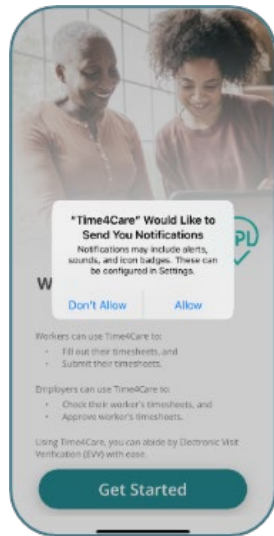 "Time4Care" Would Like to
Send You Notifications
Notifications may include alerts,
sounds, and icon badges. These can
be configured in Settings.
Don't Allow
Allow
PL
W
Workers can use Time4Care to:
• Fill out their timesheets, and
• Submit their timesheets.
Employers can use Time4Care to:
• Check their worker's timesheets, and
• Approve worker's timesheets.
Using Time4Care, you can abide by Electronic Visit
Verification (EVV) with ease.
Get Started